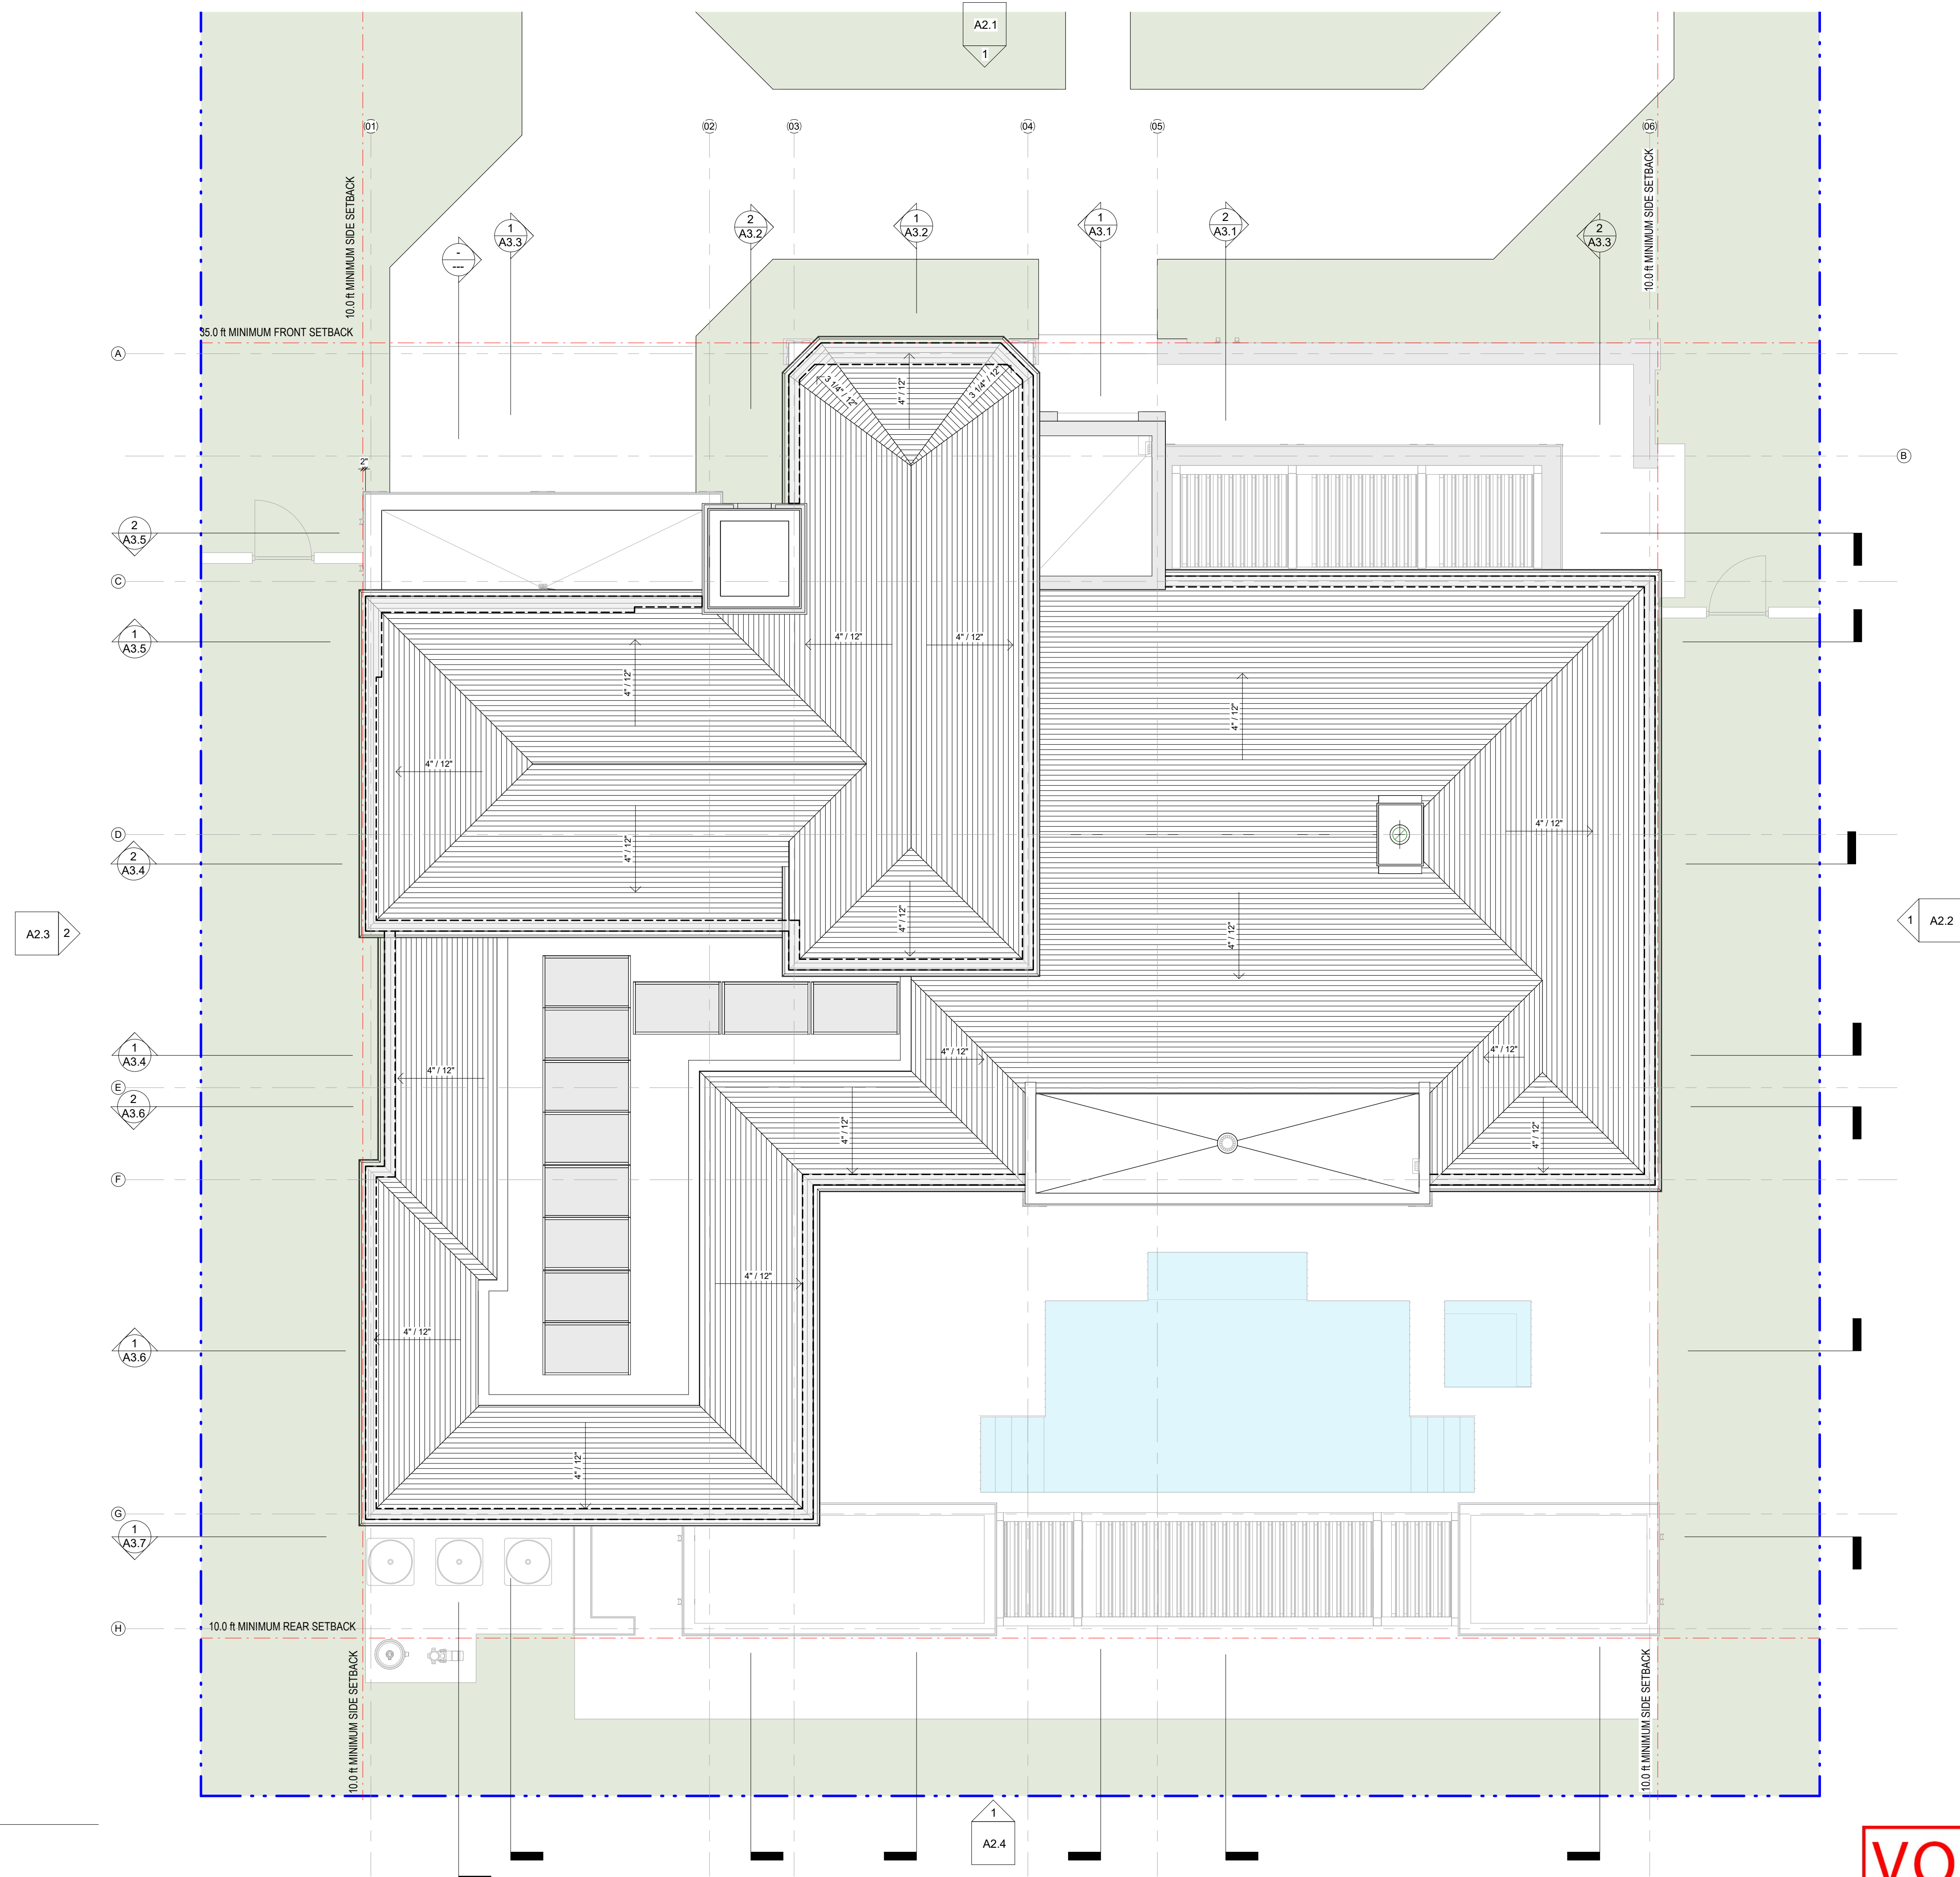 A2.1
1
01
02
03
04
05
06
10.0 ft MINIMUM SIDE SETBACK
10.0 ft MINIMUM SIDE SETBACK
-
---
1
A3.3
2
A3.2
1
A3.2
1
A3.1
2
A3.1
2
A3.3
35.0 ft MINIMUM FRONT SETBACK
A
3 1/4" / 12"
4" / 12"
3 1/4" / 12"
B
2"
2
A3.5
C
1
A3.5
4" / 12"
4" / 12"
4" / 12"
4" / 12"
4" / 12"
4" / 12"
D
4" / 12"
2
A3.4
A2.3
2
4" / 12"
4" / 12"
1
A2.2
1
A3.4
4" / 12"
4" / 12"
4" / 12"
E
2
A3.6
4" / 12"
4" / 12"
F
4" / 12"
4" / 12"
1
A3.6
4" / 12"
G
1
A3.7
H
10.0 ft MINIMUM REAR SETBACK
10.0 ft MINIMUM SIDE SETBACK
10.0 ft MINIMUM SIDE SETBACK
1
A2.4
VO